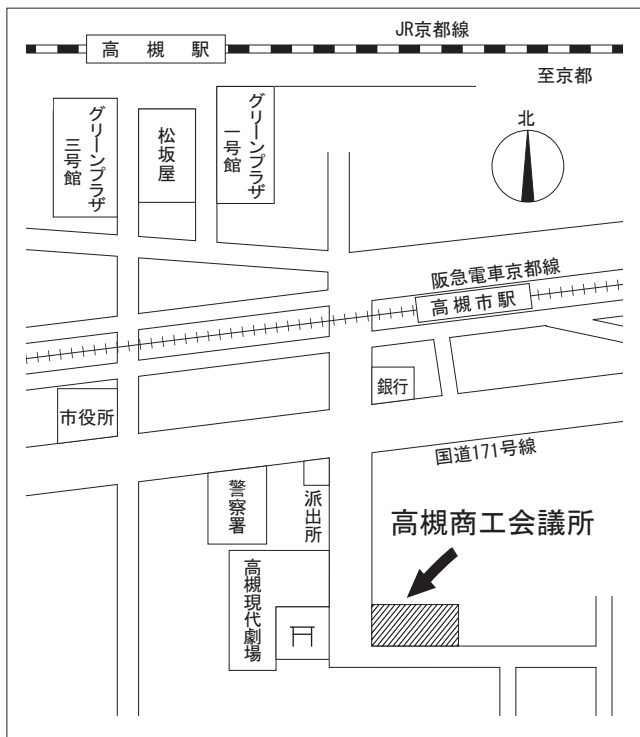 JR京都線
高槻駅
至京都
グリーンプラザ
三号館
松坂屋
グリーンプラザ
一号館
北
阪急電車京都線
高槻市駅
銀行
市役所
国道171号線
警察署
派出所
高槻商工会議所
高槻現代劇場